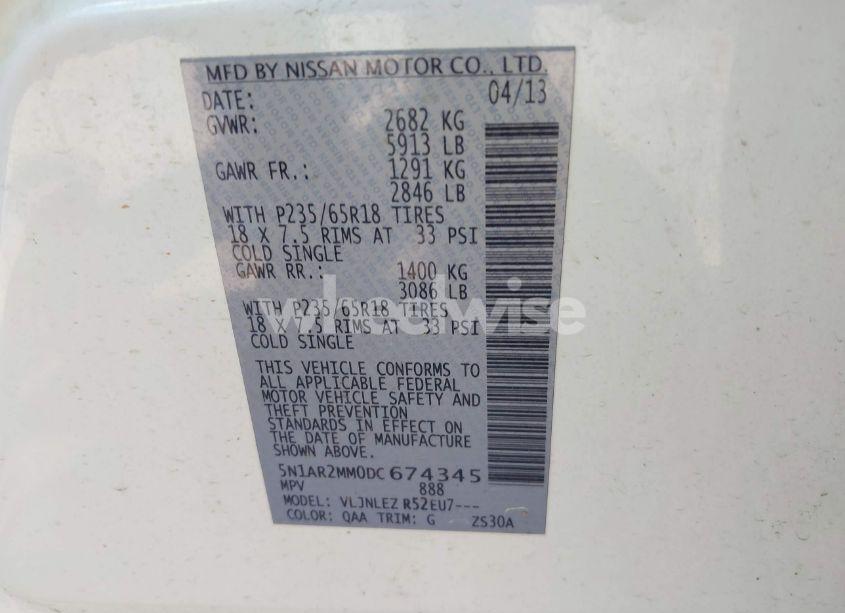 MFD BY NISSAN MOTOR CO., LTD.
DATE: 04/13
GVWR: 2682 KG
5913 LB
GAWR FR.: 1291 KG
2846 LB
WITH P235/65R18 TIRES
18 X 7.5 RIMS AT 33 PSI
COLD SINGLE
GAWR RR.: 1400 KG
3086 LB
WITH P235/65R18 TIRES
18 X 7.5 RIMS AT 33 PSI
COLD SINGLE
THIS VEHICLE CONFORMS TO
ALL APPLICABLE FEDERAL
MOTOR VEHICLE SAFETY AND
THEFT PREVENTION
STANDARDS IN EFFECT ON
THE DATE OF MANUFACTURE
SHOWN ABOVE.
5N1AR2MM0DC674345
MPV 888
MODEL: VLJNLEZ R52EU7---
COLOR: QAA TRIM: G ZS30A
wheelwise